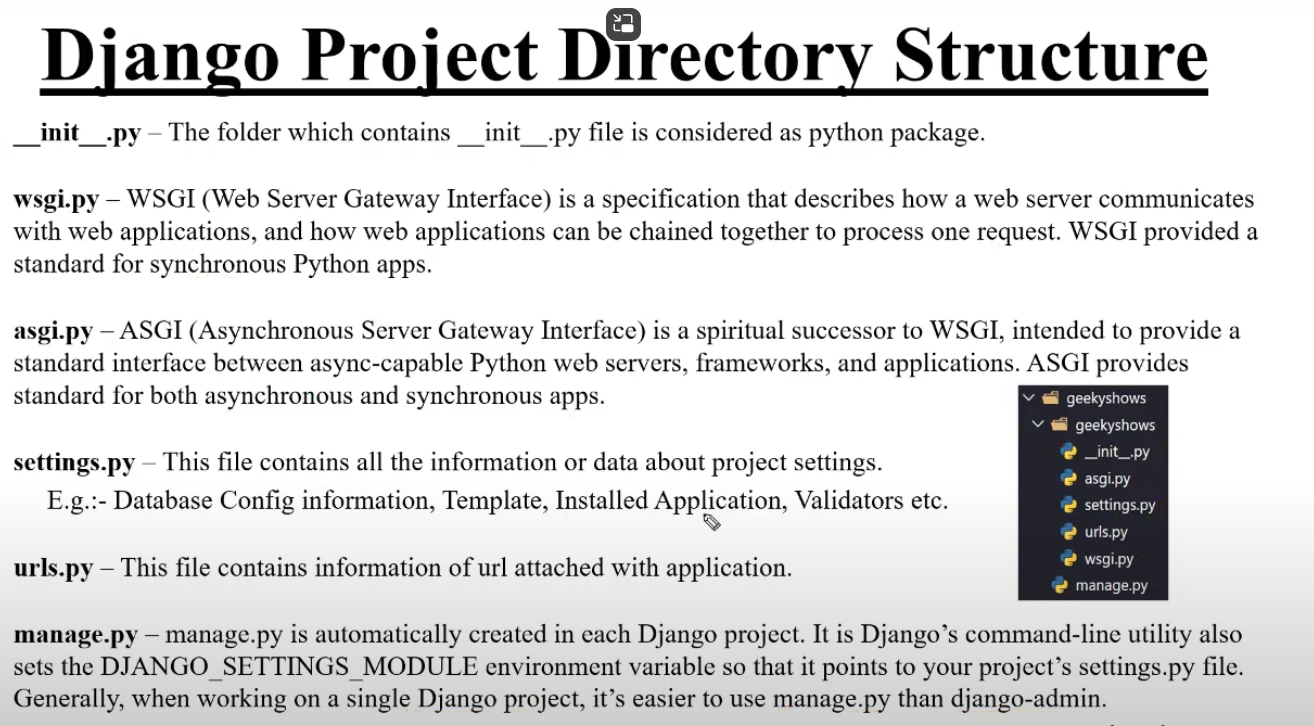 Django Project Directory Structure
__init__.py – The folder which contains __init__.py file is considered as python package.
wsgi.py – WSGI (Web Server Gateway Interface) is a specification that describes how a web server communicates
with web applications, and how web applications can be chained together to process one request. WSGI provided a
standard for synchronous Python apps.
asgi.py – ASGI (Asynchronous Server Gateway Interface) is a spiritual successor to WSGI, intended to provide a
standard interface between async-capable Python web servers, frameworks, and applications. ASGI provides
standard for both asynchronous and synchronous apps.
settings.py – This file contains all the information or data about project settings.
E.g.:- Database Config information, Template, Installed Application, Validators etc.
urls.py – This file contains information of url attached with application.
geekyshows
geekyshows
__init__.py
asgi.py
settings.py
urls.py
wsgi.py
manage.py
manage.py – manage.py is automatically created in each Django project. It is Django’s command-line utility also
sets the DJANGO_SETTINGS_MODULE environment variable so that it points to your project’s settings.py file.
Generally, when working on a single Django project, it’s easier to use manage.py than django-admin.